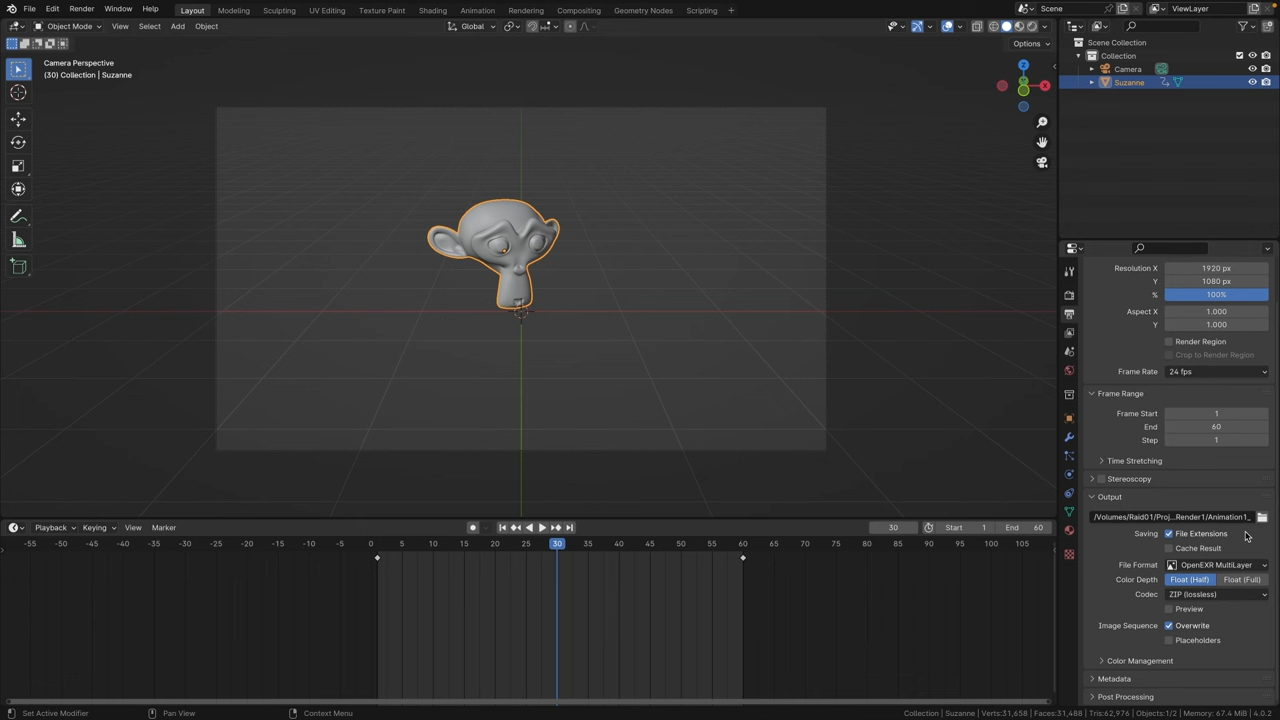 File Edit Render Window Help Layout Modeling Sculpting UV Editing Texture Paint Shading Animation Rendering Compositing Geometry Nodes Scripting + Scene ViewLayer
Object Mode View Select Add Object Global
Options
Camera Perspective
(30) Collection | Suzanne
Z
X
Scene Collection
Collection
Camera
Suzanne
Resolution X 1920 px
Y 1080 px
% 100%
Aspect X 1.000
Y 1.000
Render Region
Crop to Render Region
Frame Rate 24 fps
Frame Range
Frame Start 1
End 60
Step 1
Time Stretching
Stereoscopy
Output
/Volumes/Raid01/Proj...Render1/Animation1_
Saving File Extensions
Cache Result
File Format OpenEXR MultiLayer
Color Depth Float (Half) Float (Full)
Codec ZIP (lossless)
Preview
Image Sequence Overwrite
Placeholders
Color Management
Metadata
Post Processing
Playback Keying View Marker 30 Start 1 End 60
-55 -50 -45 -40 -35 -30 -25 -20 -15 -10 -5 0 5 10 15 20 25 30 35 40 45 50 55 60 65 70 75 80 85 90 95 100 105
Set Active Modifier Pan View Context Menu Collection | Suzanne | Verts:31,658 | Faces:31,488 | Tris:62,976 | Objects:1/2 | Memory: 67.4 MiB | 4.0.2